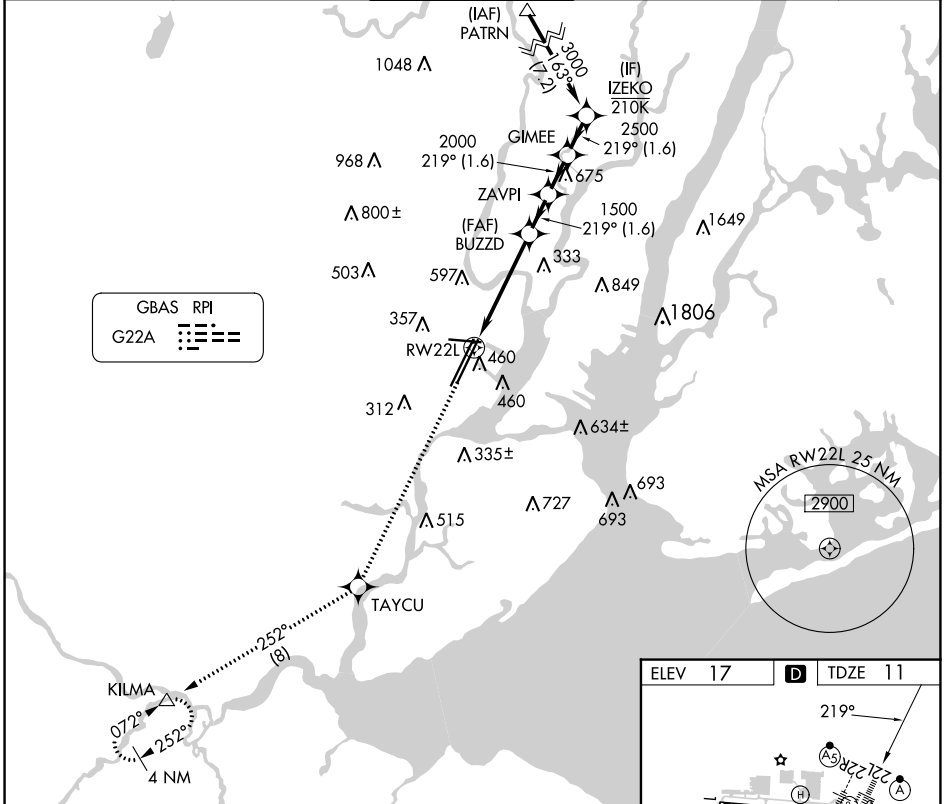 (IAF)
PATRN
3000
163°
(7.2)
1048
(IF)
IZEKO
210K
GIMEE
2500
219° (1.6)
2000
219° (1.6)
968
675
ZAVPI
800±
1500
219° (1.6)
1649
(FAF)
BUZZD
333
503
597
849
GBAS RPI
G22A
357
1806
RW22L
460
460
312
634±
335±
MSA RW22L 25 NM
2900
693
693
727
515
TAYCU
252°
(8)
KILMA
072°
252°
4 NM
ELEV 17
D
TDZE 11
219°
A5
22R
22L
A
H